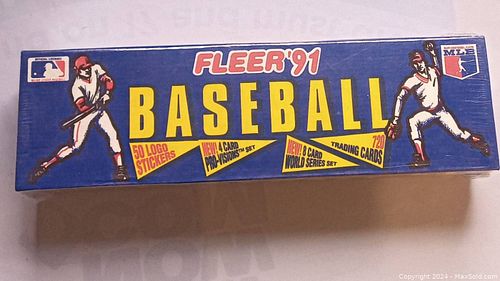 FLEER '91
MLB
BASEBALL
50 LOGO
STICKERS
NEW! 4 CARD
PRO-VISIONS™ SET
NEW! 8 CARD
WORLD SERIES SET
720
TRADING CARDS
Copyright © 2024 - MaxSold.com